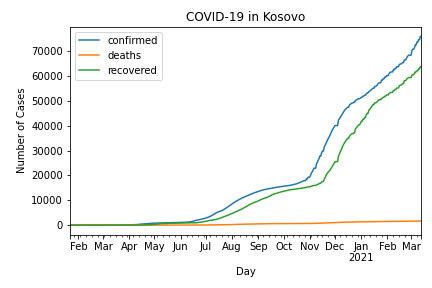 COVID-19 in Kosovo
confirmed
deaths
recovered
Number of Cases
70000
60000
50000
40000
30000
20000
10000
0
Feb Mar Apr May Jun Jul Aug Sep Oct Nov Dec Jan Feb Mar
2021
Day